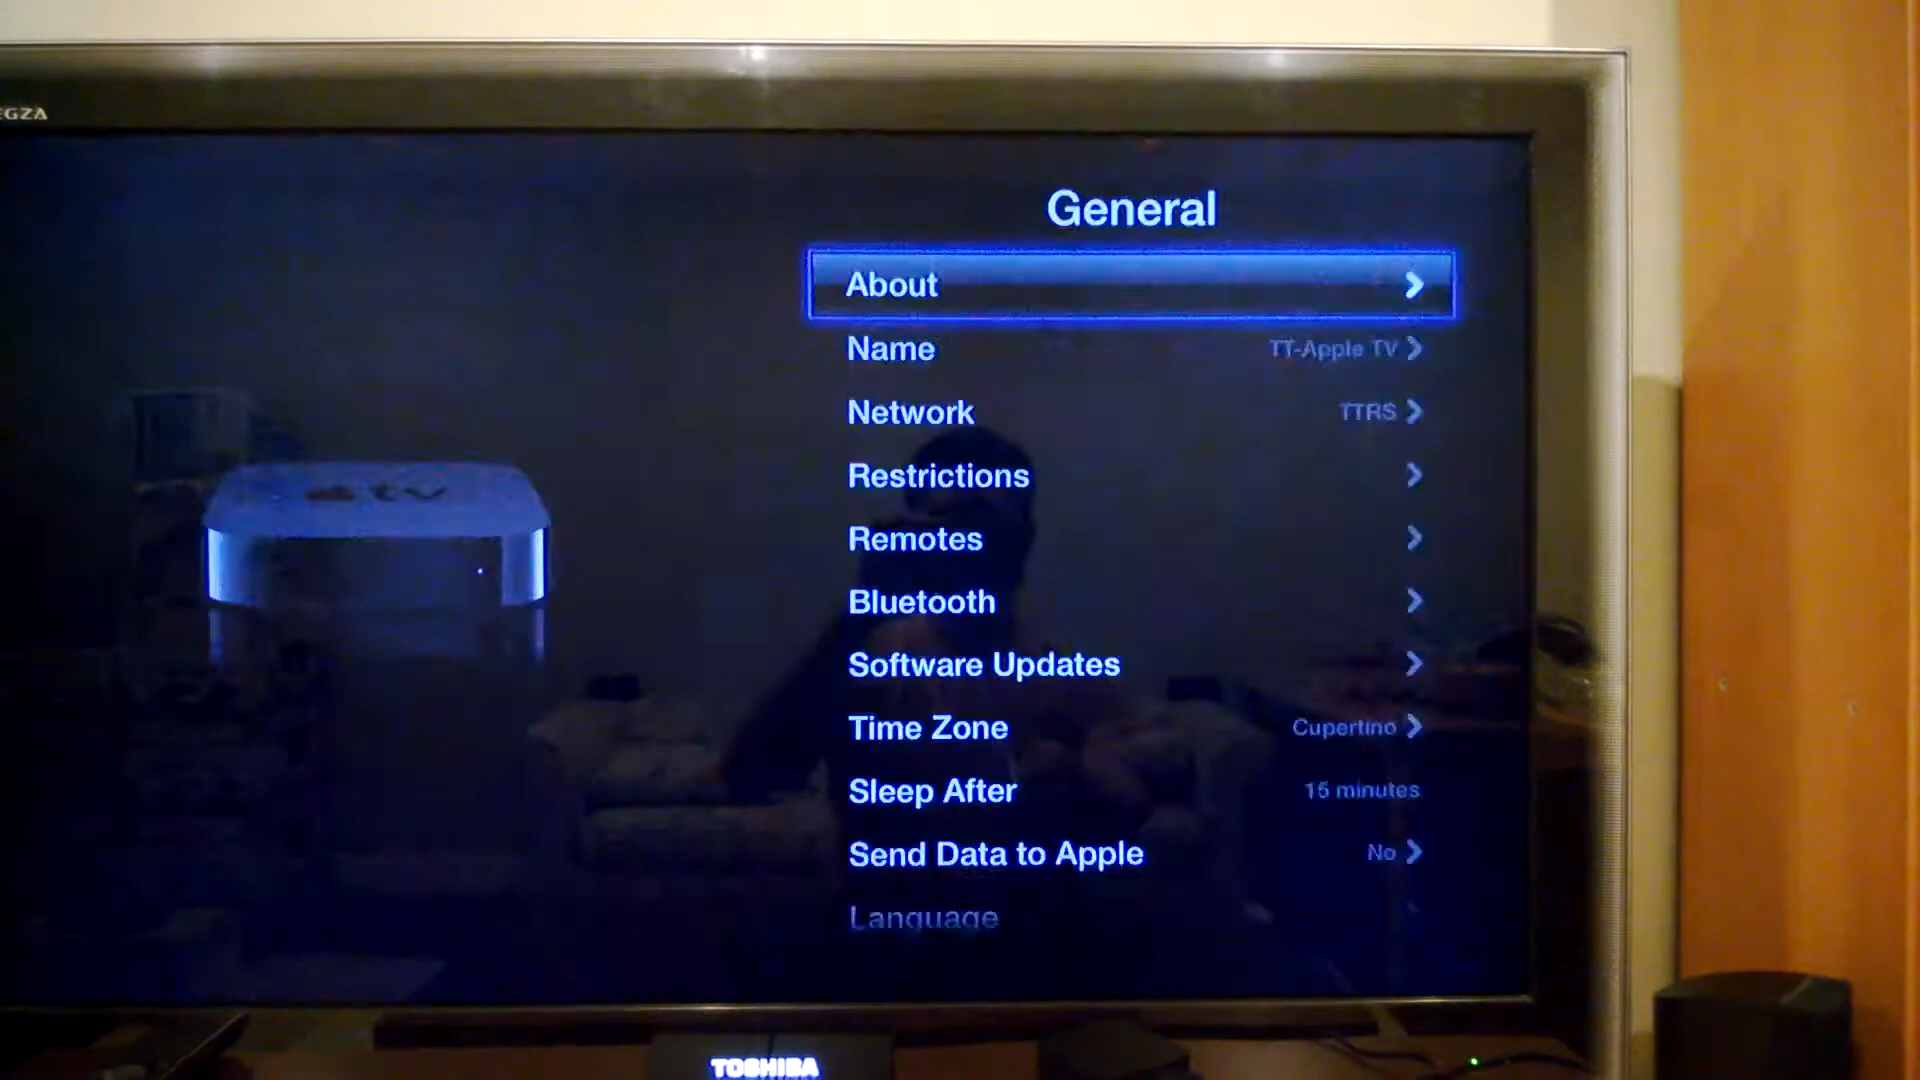 EGZA
General
About
Name TT-Apple TV
Network TTRS
Restrictions
Remotes
Bluetooth
Software Updates
Time Zone Cupertino
Sleep After 15 minutes
Send Data to Apple No
Language
tv
TOSHIBA